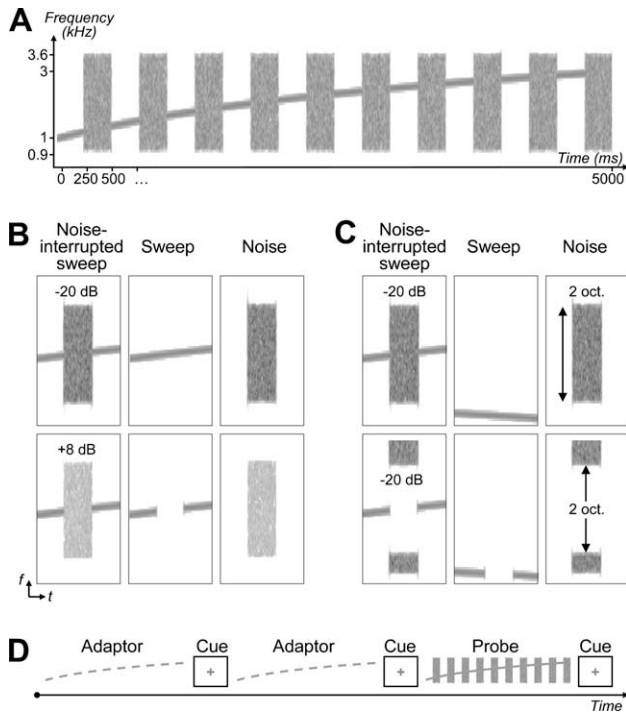 A
Frequency
(kHz)
3.6
3
1
0.9
Time (ms)
0 250 500 ... 5000
B
Noise-
interrupted
sweep
Sweep
Noise
-20 dB
+8 dB
f
t
C
Noise-
interrupted
sweep
Sweep
Noise
-20 dB
2 oct.
-20 dB
2 oct.
D
Adaptor Cue Adaptor Cue Probe Cue
Time